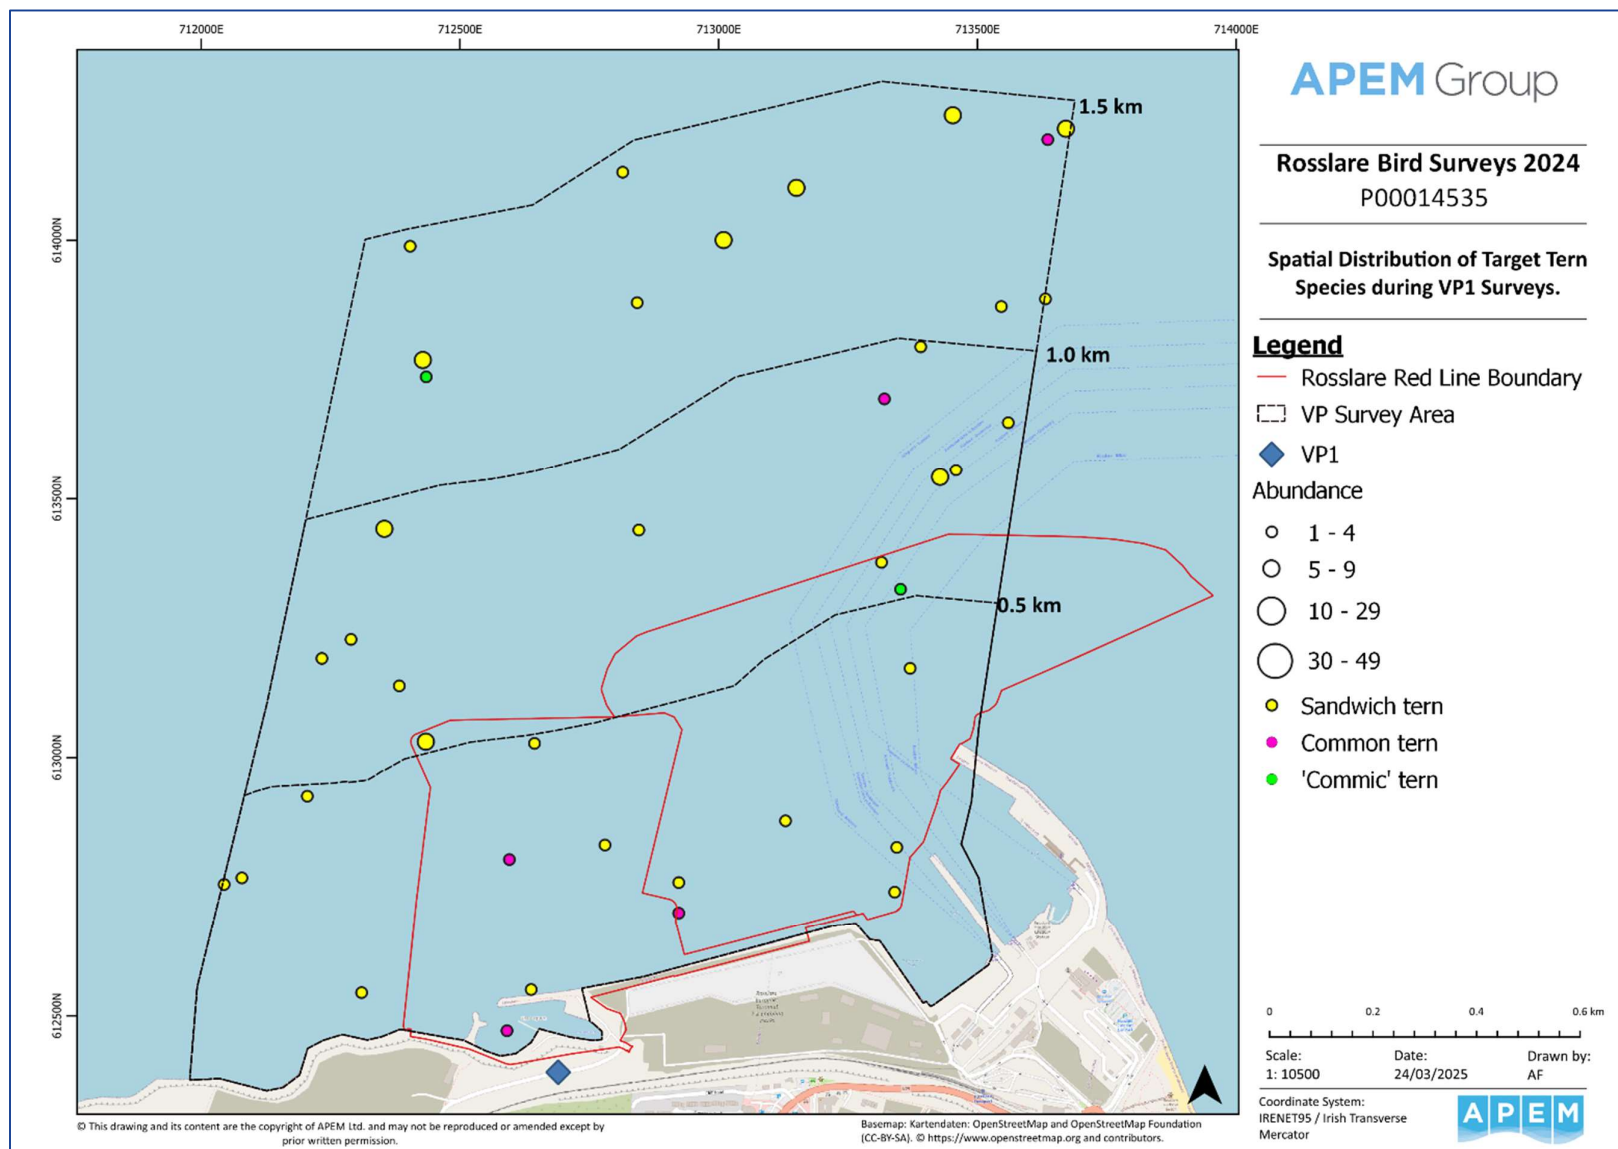 712000E
712500E
713000E
713500E
714000E
614000N
613500N
613000N
612500N
1.5 km
1.0 km
0.5 km
APEM Group
Rosslare Bird Surveys 2024
P00014535
Spatial Distribution of Target Tern
Species during VP1 Surveys.
Legend
Rosslare Red Line Boundary
VP Survey Area
VP1
Abundance
1 - 4
5 - 9
10 - 29
30 - 49
Sandwich tern
Common tern
'Commic' tern
0 0.2 0.4 0.6 km
Scale: Date: Drawn by:
1: 10500 24/03/2025 AF
Coordinate System:
IRENET95 / Irish Transverse
Mercator
APEM
© This drawing and its content are the copyright of APEM Ltd. and may not be reproduced or amended except by
prior written permission.
Basemap: Kartendaten: OpenStreetMap and OpenStreetMap Foundation
(CC-BY-SA). © https://www.openstreetmap.org and contributors.